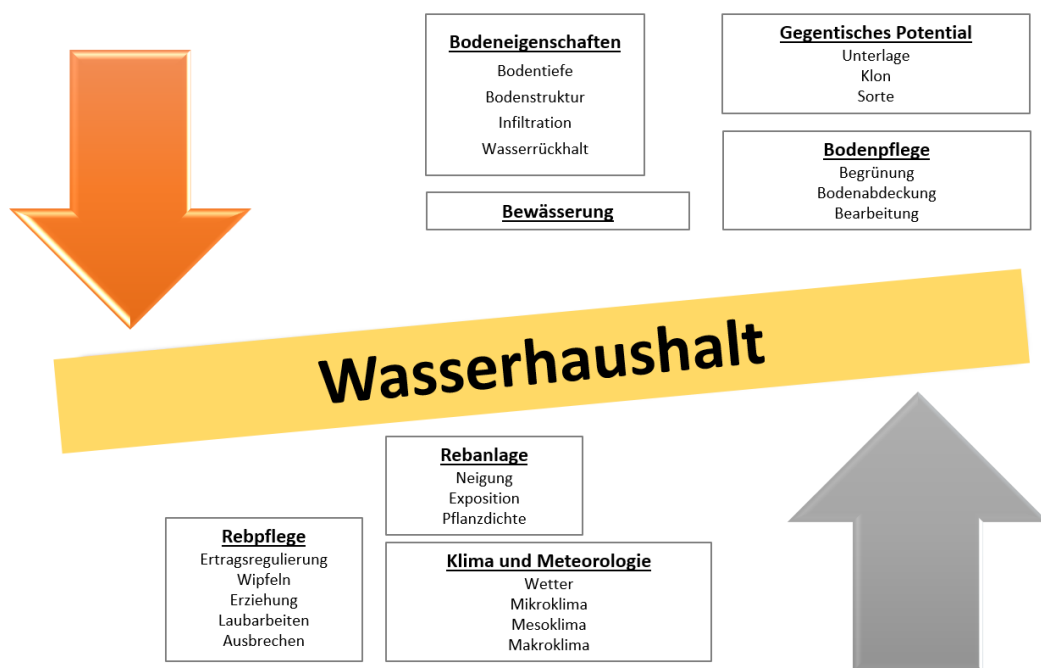 Bodeneigenschaften
Bodentiefe
Bodenstruktur
Infiltration
Wasserrückhalt
Gegentisches Potential
Unterlage
Klon
Sorte
Bewässerung
Bodenpflege
Begrünung
Bodenabdeckung
Bearbeitung
Wasserhaushalt
Rebanlage
Neigung
Exposition
Pflanzdichte
Rebpflege
Ertragsregulierung
Wipfeln
Erziehung
Laubarbeiten
Ausbrechen
Klima und Meteorologie
Wetter
Mikroklima
Mesoklima
Makroklima